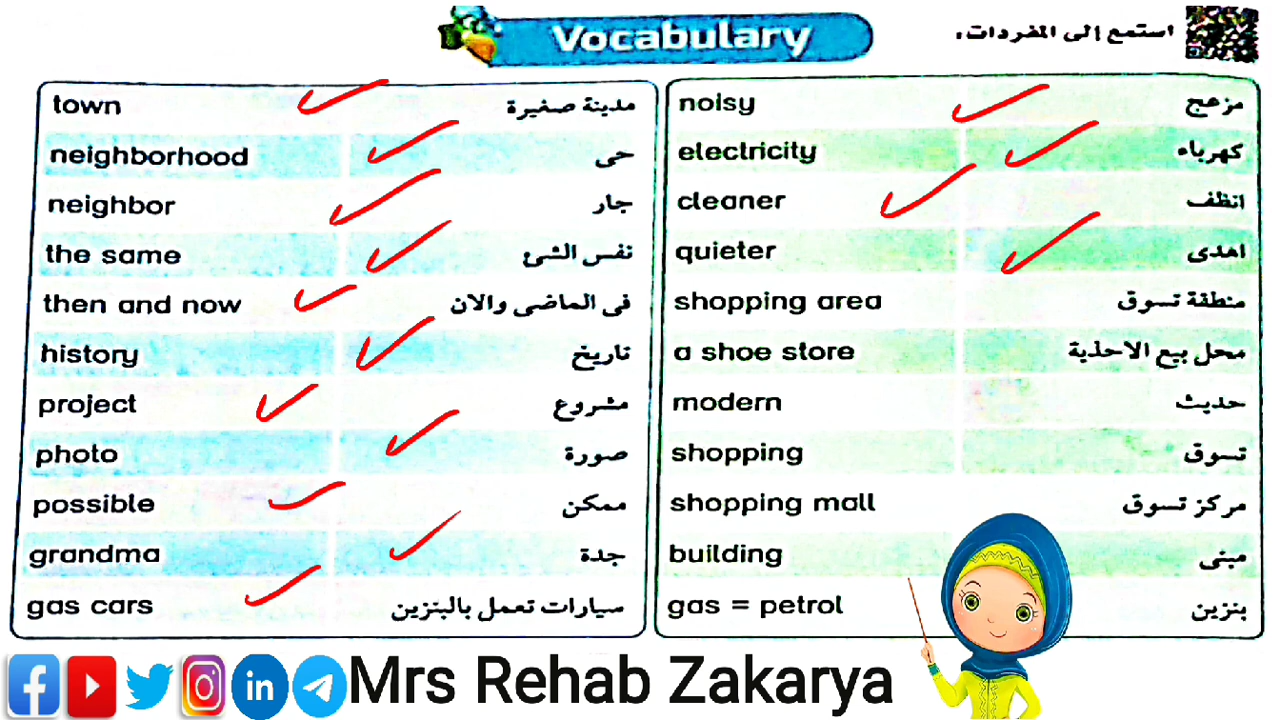 Vocabulary
استمع إلى المفردات:
town مدينة صغيرة
neighborhood حى
neighbor جار
the same نفس الشئ
then and now فى الماضى والان
history تاريخ
project مشروع
photo صورة
possible ممكن
grandma جدة
gas cars سيارات تعمل بالبنزين
noisy مزعج
electricity كهرباء
cleaner انظف
quieter اهدى
shopping area منطقة تسوق
a shoe store محل بيع الاحذية
modern حديث
shopping تسوق
shopping mall مركز تسوق
building مبنى
gas = petrol بنزين
Mrs Rehab Zakarya